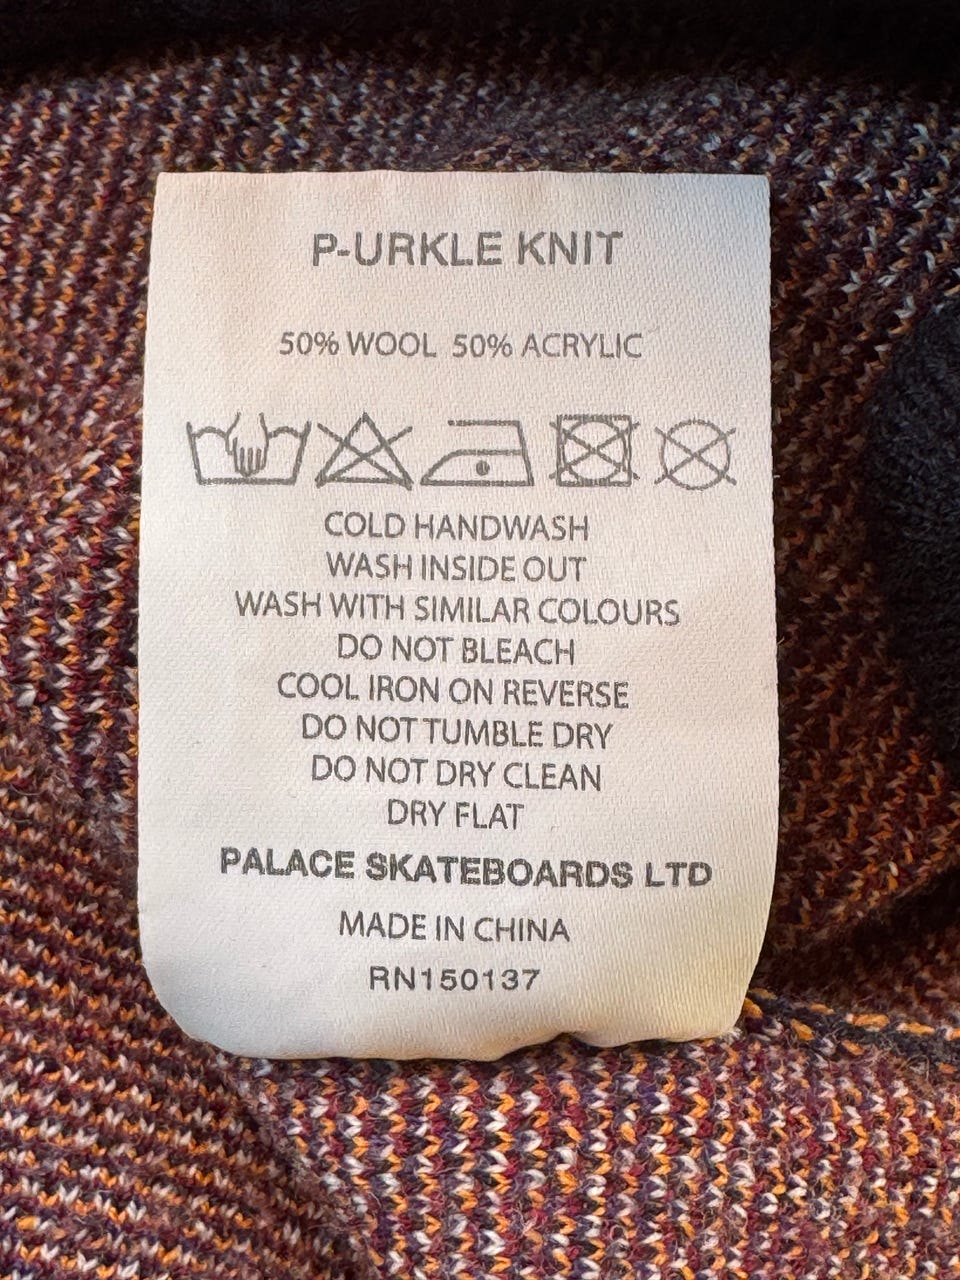 P-URKLE KNIT
50% WOOL 50% ACRYLIC
COLD HANDWASH
WASH INSIDE OUT
WASH WITH SIMILAR COLOURS
DO NOT BLEACH
COOL IRON ON REVERSE
DO NOT TUMBLE DRY
DO NOT DRY CLEAN
DRY FLAT
PALACE SKATEBOARDS LTD
MADE IN CHINA
RN150137